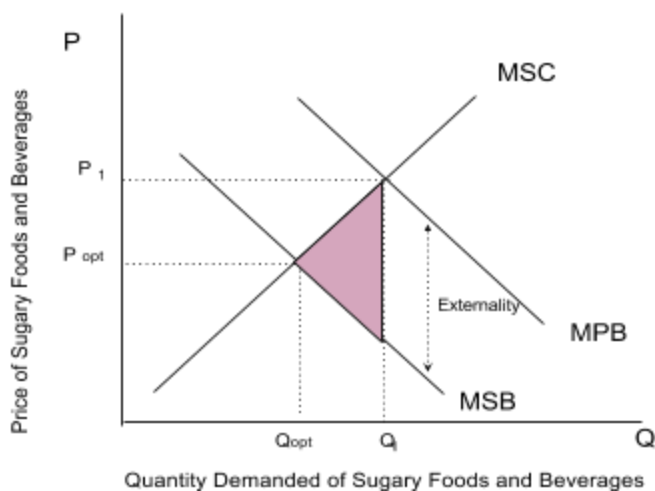 P
MSC
P 1
P opt
Externality
MPB
MSB
Qopt
Q1
Q
Price of Sugary Foods and Beverages
Quantity Demanded of Sugary Foods and Beverages